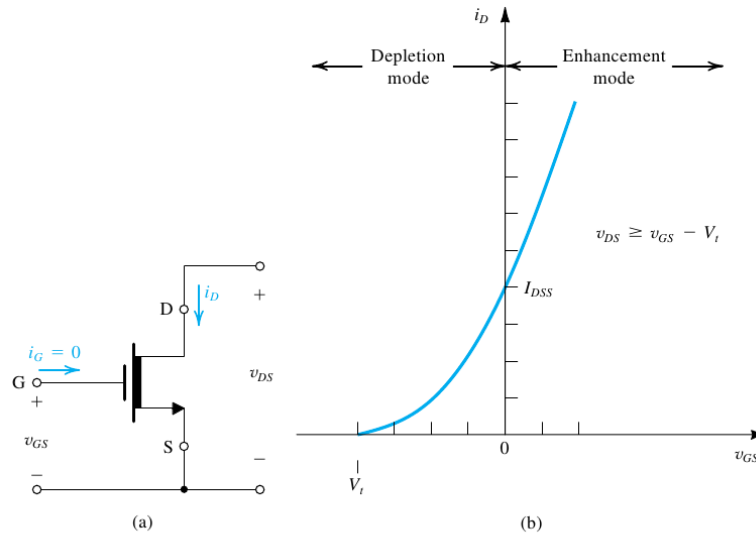 i_D
Depletion mode
Enhancement mode
v_DS ≥ v_GS − V_t
I_DSS
0
v_GS
V_t
D
i_D
+
i_G = 0
G
+
v_DS
v_GS
S
−
−
(a)
(b)